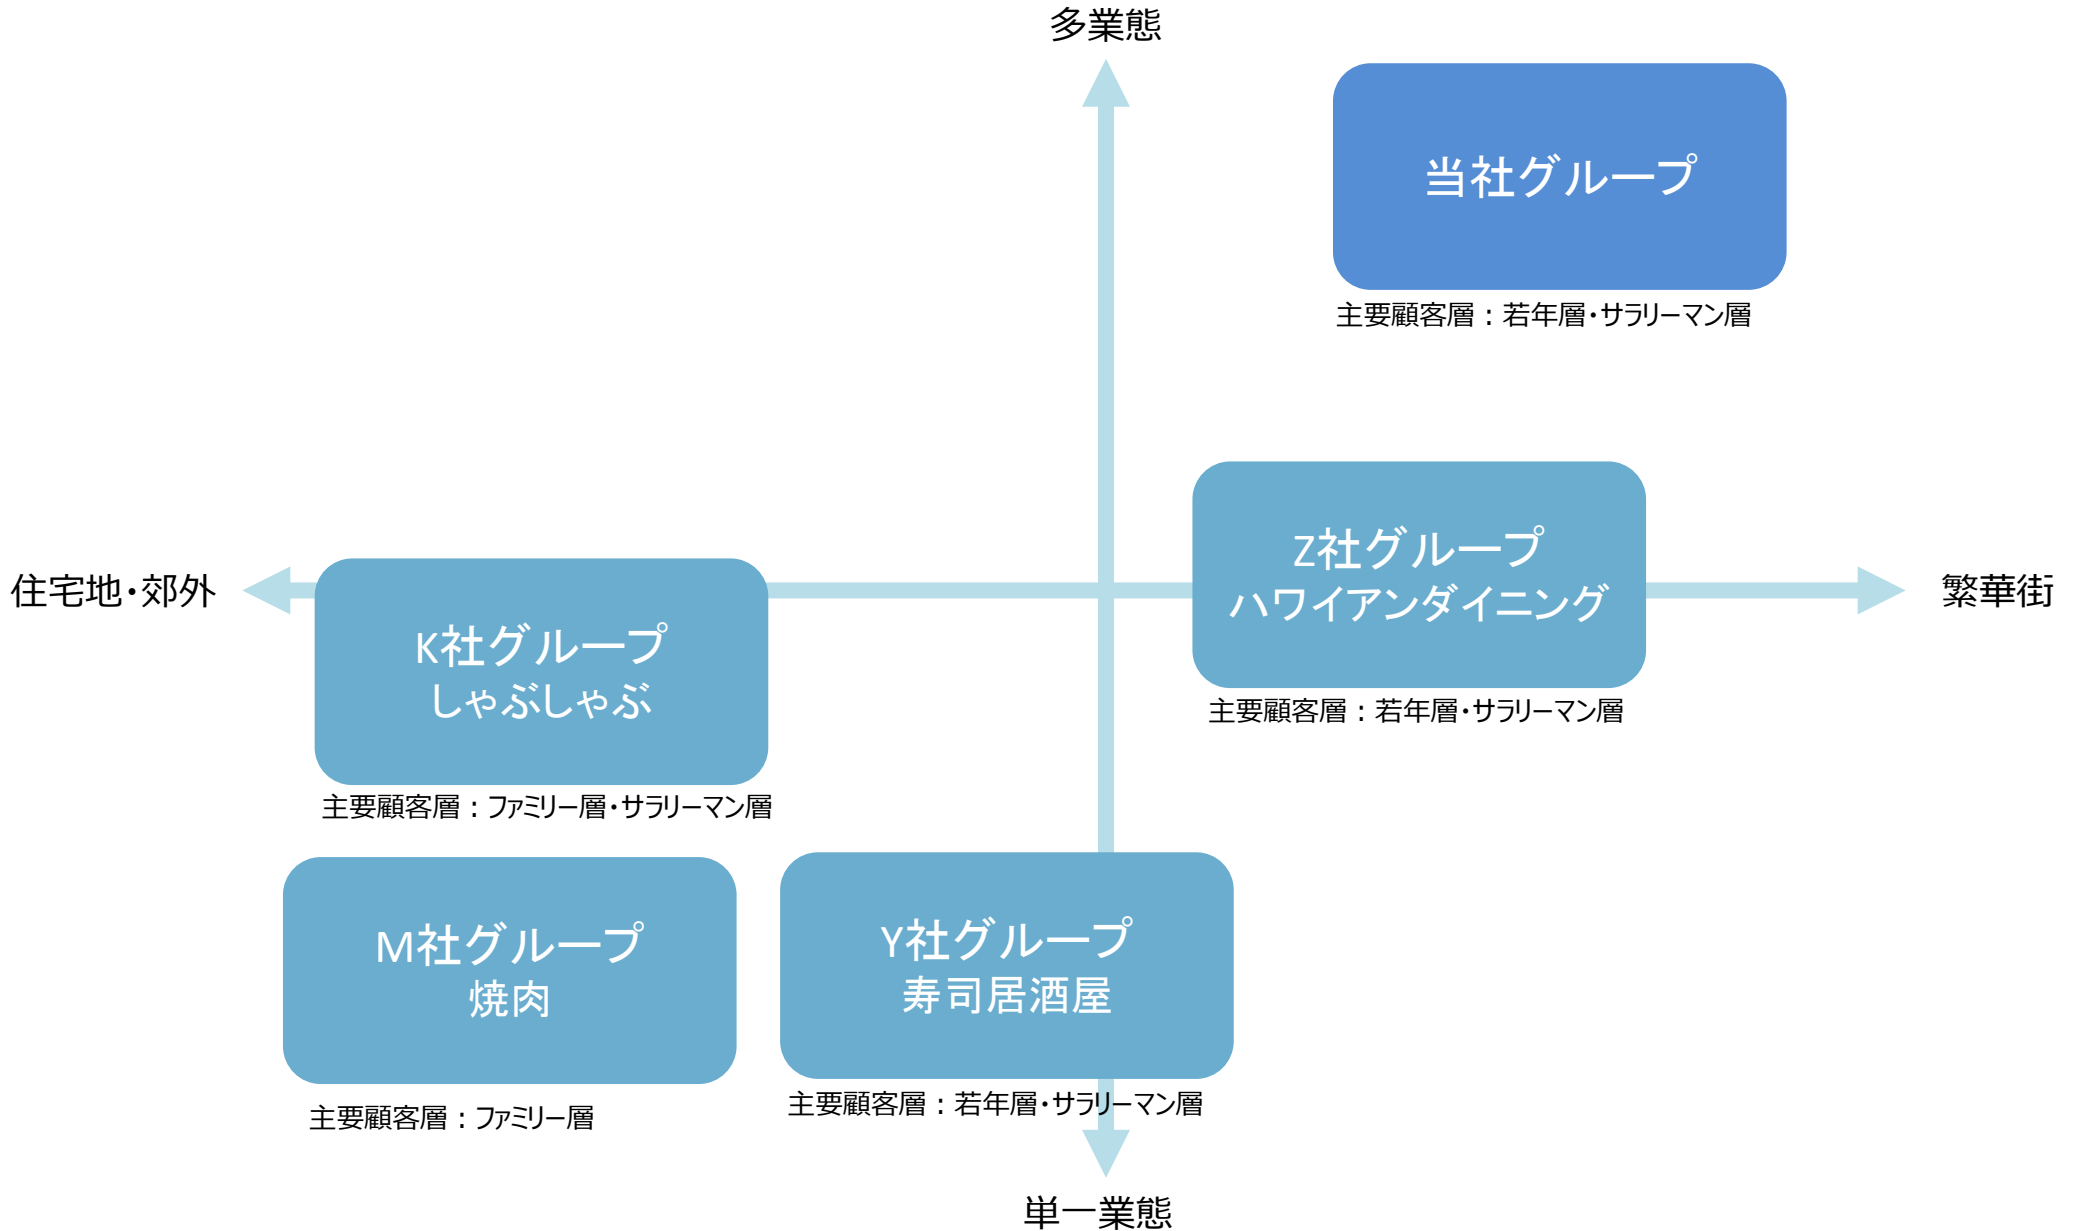 多業態
当社グループ
主要顧客層：若年層・サラリーマン層
Z社グループ
ハワイアンダイニング
主要顧客層：若年層・サラリーマン層
住宅地・郊外
繁華街
K社グループ
しゃぶしゃぶ
主要顧客層：ファミリー層・サラリーマン層
M社グループ
焼肉
主要顧客層：ファミリー層
Y社グループ
寿司居酒屋
主要顧客層：若年層・サラリーマン層
単一業態